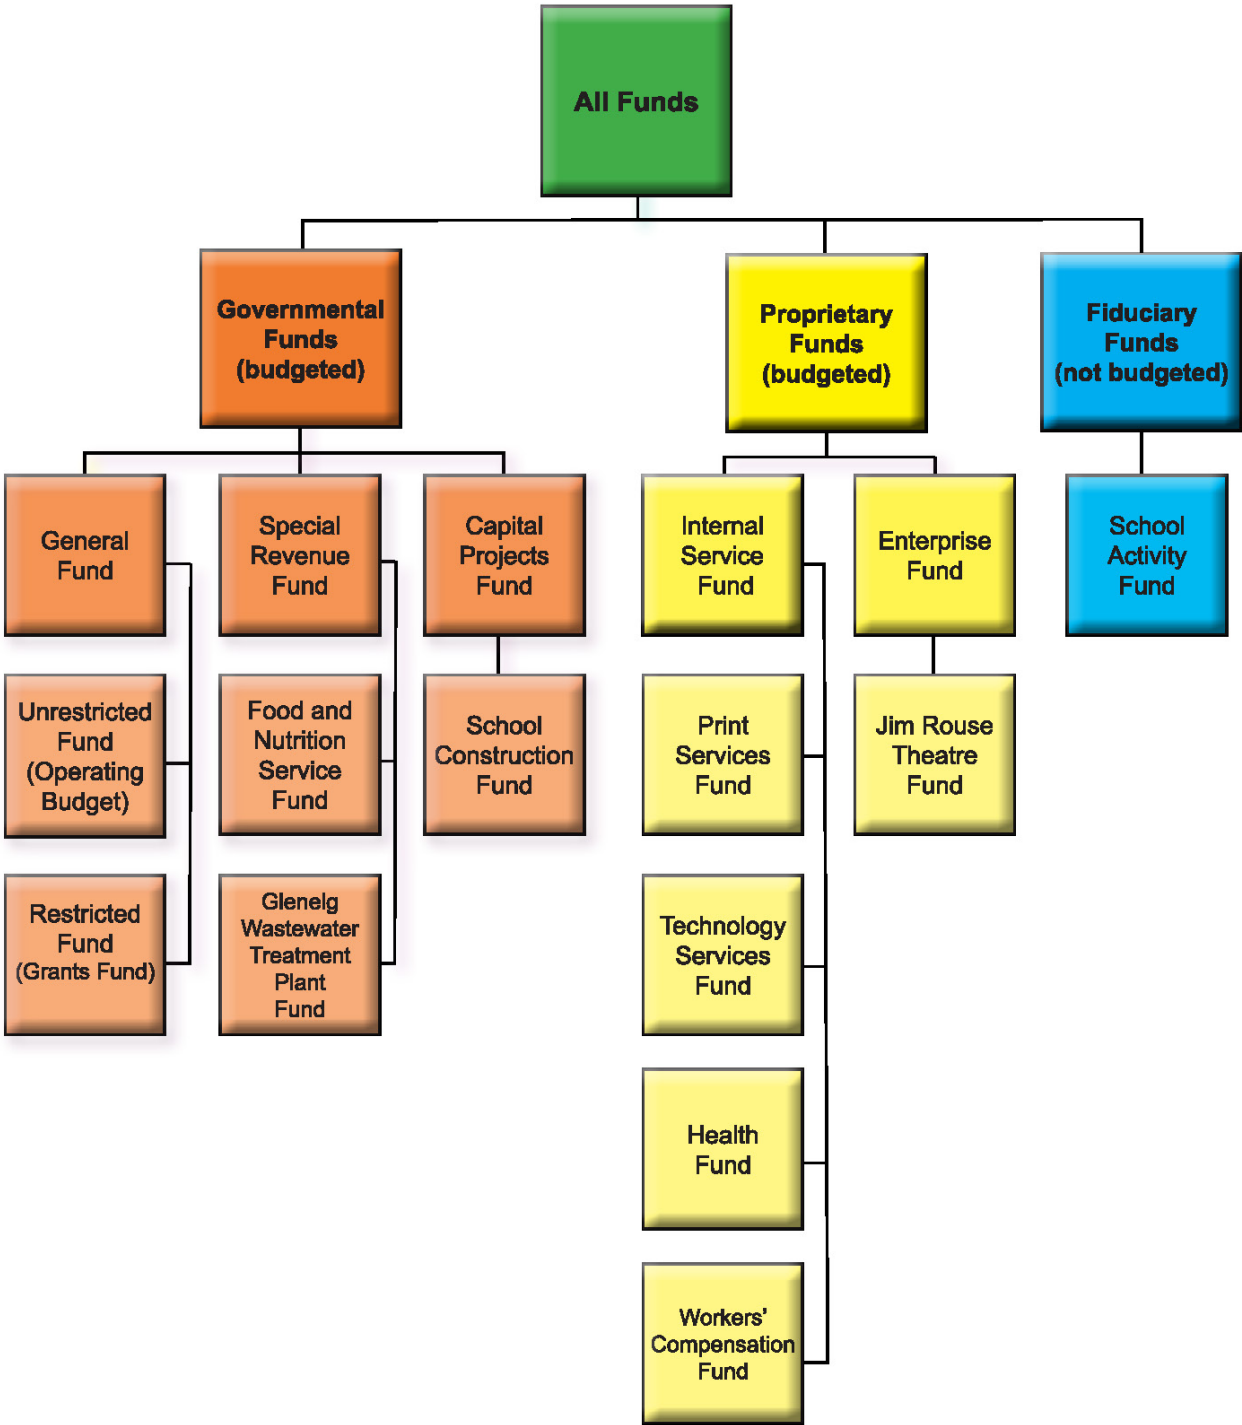 All Funds
Governmental
Funds
(budgeted)
Proprietary
Funds
(budgeted)
Fiduciary
Funds
(not budgeted)
General
Fund
Special
Revenue
Fund
Capital
Projects
Fund
Internal
Service
Fund
Enterprise
Fund
School
Activity
Fund
Unrestricted
Fund
(Operating
Budget)
Food and
Nutrition
Service
Fund
School
Construction
Fund
Print
Services
Fund
Jim Rouse
Theatre
Fund
Restricted
Fund
(Grants Fund)
Glenelg
Wastewater
Treatment
Plant
Fund
Technology
Services
Fund
Health
Fund
Workers'
Compensation
Fund